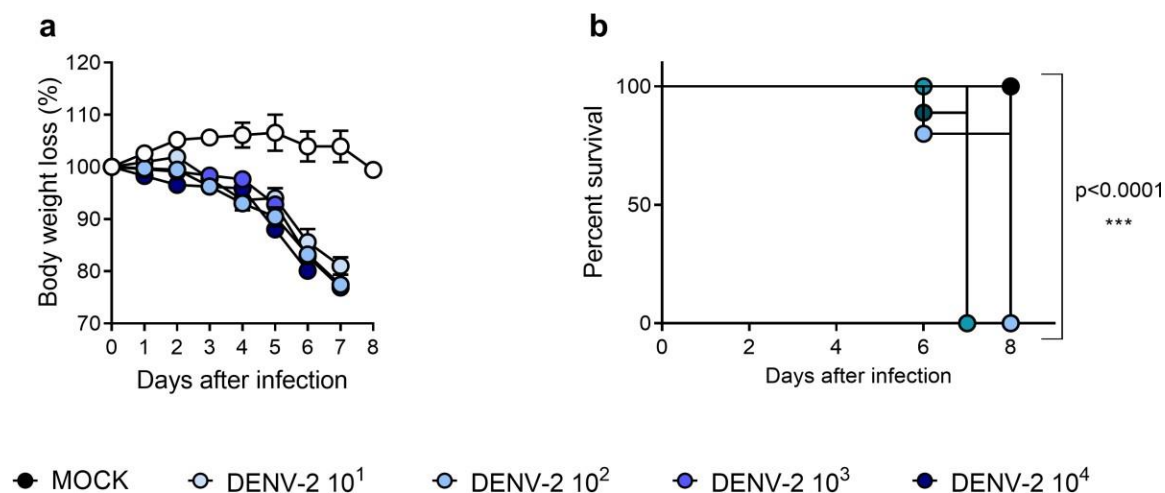 a
120
110
100
90
80
70
Body weight loss (%)
0 1 2 3 4 5 6 7 8
Days after infection
b
100
50
0
Percent survival
0 2 4 6 8
Days after infection
p<0.0001
***
MOCK DENV-2 10¹ DENV-2 10² DENV-2 10³ DENV-2 10⁴